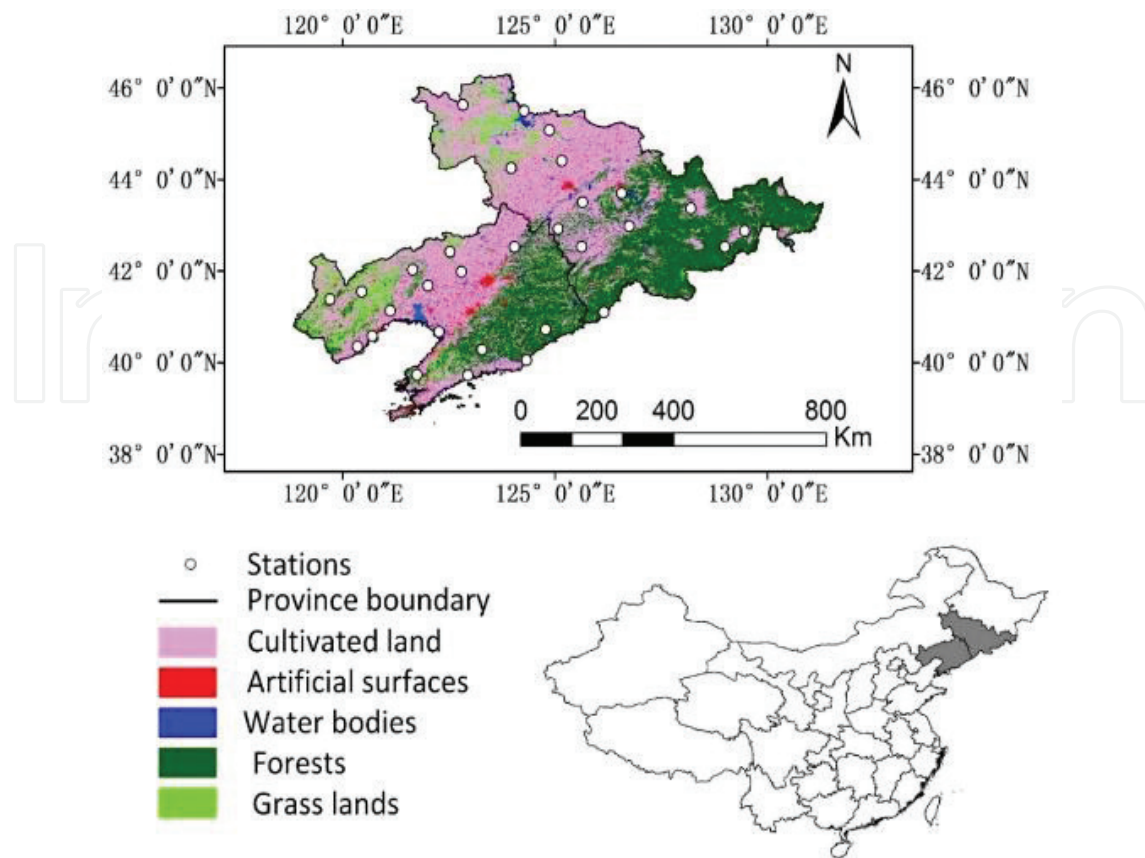 120° 0'0"E 125° 0'0"E 130° 0'0"E
46° 0'0"N 46° 0'0"N
N
44° 0'0"N 44° 0'0"N
42° 0'0"N 42° 0'0"N
40° 0'0"N 40° 0'0"N
0 200 400 800
Km
38° 0'0"N 38° 0'0"N
120° 0'0"E 125° 0'0"E 130° 0'0"E
Stations
Province boundary
Cultivated land
Artificial surfaces
Water bodies
Forests
Grass lands